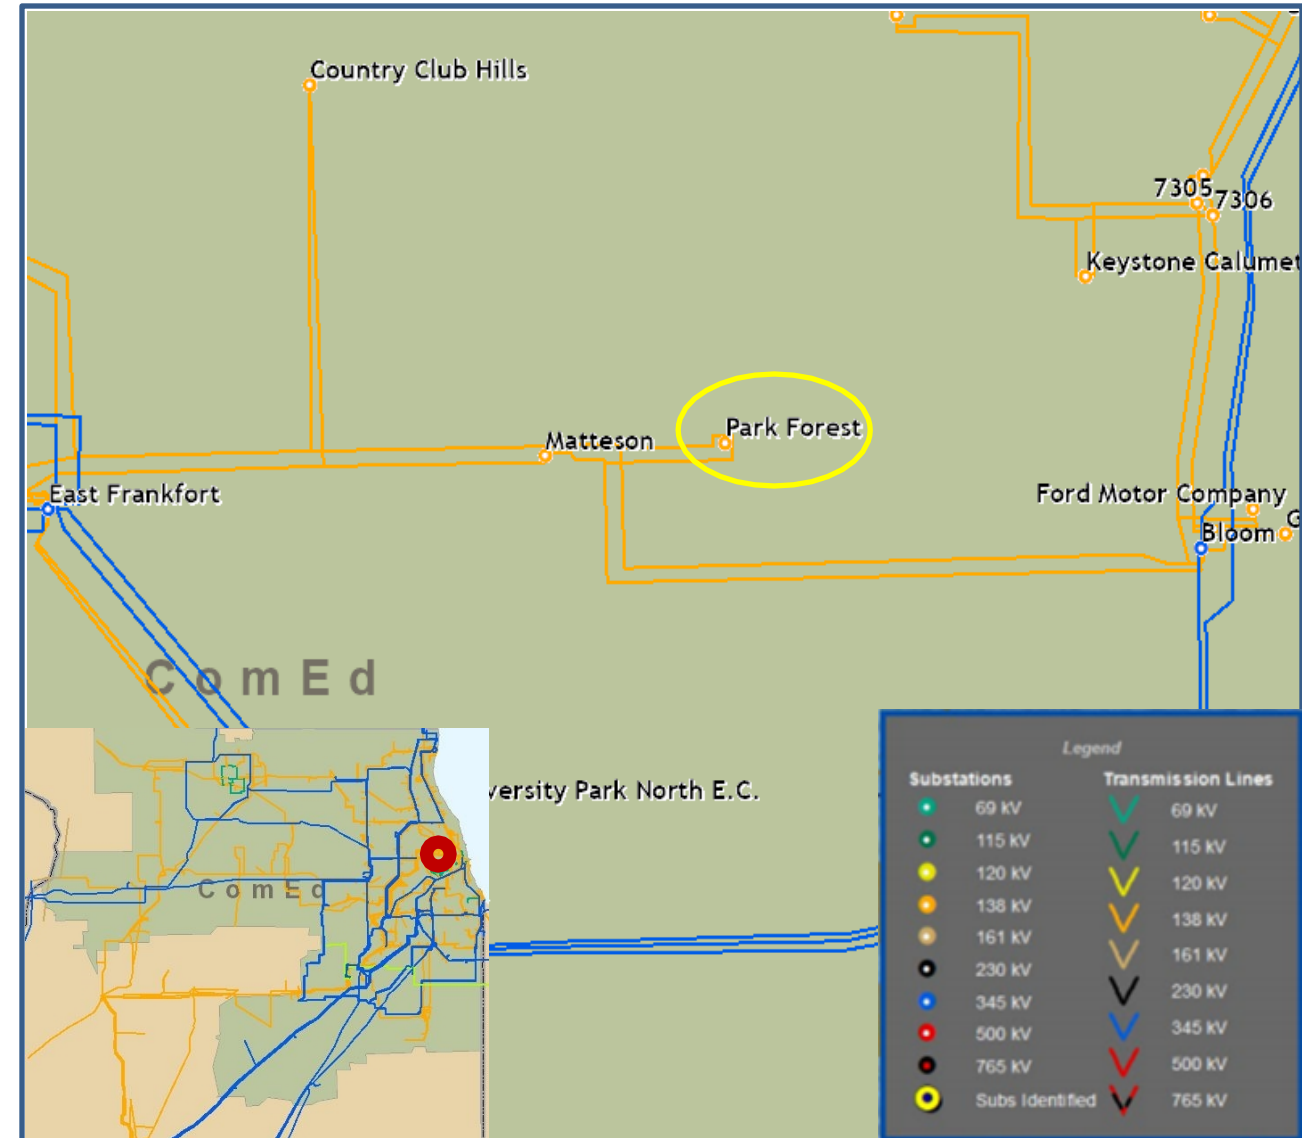 Country Club Hills
7305
7306
Keystone Calumet
Park Forest
Matteson
East Frankfort
Ford Motor Company
G
Bloom
ComEd
versity Park North E.C.
ComEd
Legend
Substations
Transmission Lines
69 kV
69 kV
115 kV
115 kV
120 kV
120 kV
138 kV
138 kV
161 kV
161 kV
230 kV
230 kV
345 kV
345 kV
500 kV
500 kV
765 kV
765 kV
Subs Identified